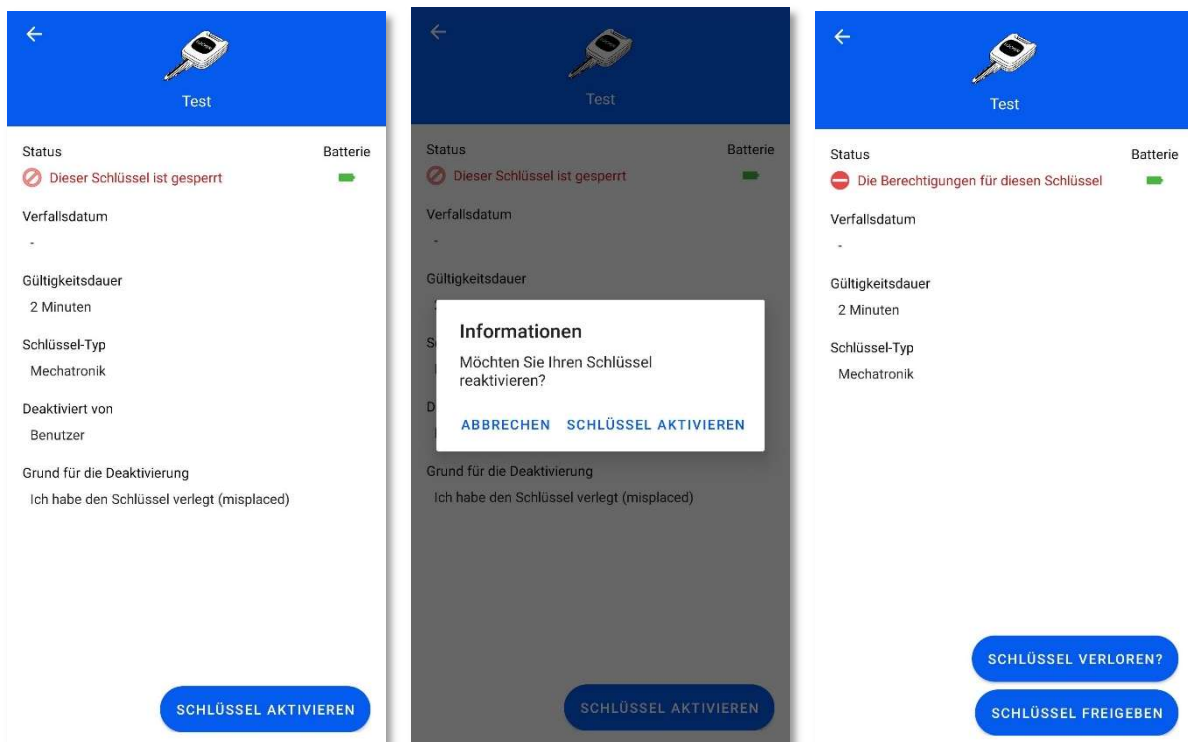 Test
Status
Batterie
Dieser Schlüssel ist gesperrt
Verfallsdatum
-
Gültigkeitsdauer
2 Minuten
Schlüssel-Typ
Mechatronik
Deaktiviert von
Benutzer
Grund für die Deaktivierung
Ich habe den Schlüssel verlegt (misplaced)
SCHLÜSSEL AKTIVIEREN
Test
Status
Batterie
Dieser Schlüssel ist gesperrt
Verfallsdatum
-
Gültigkeitsdauer
Informationen
Möchten Sie Ihren Schlüssel
reaktivieren?
ABBRECHEN SCHLÜSSEL AKTIVIEREN
Grund für die Deaktivierung
Ich habe den Schlüssel verlegt (misplaced)
SCHLÜSSEL AKTIVIEREN
Test
Status
Batterie
Die Berechtigungen für diesen Schlüssel
Verfallsdatum
-
Gültigkeitsdauer
2 Minuten
Schlüssel-Typ
Mechatronik
SCHLÜSSEL VERLOREN?
SCHLÜSSEL FREIGEBEN